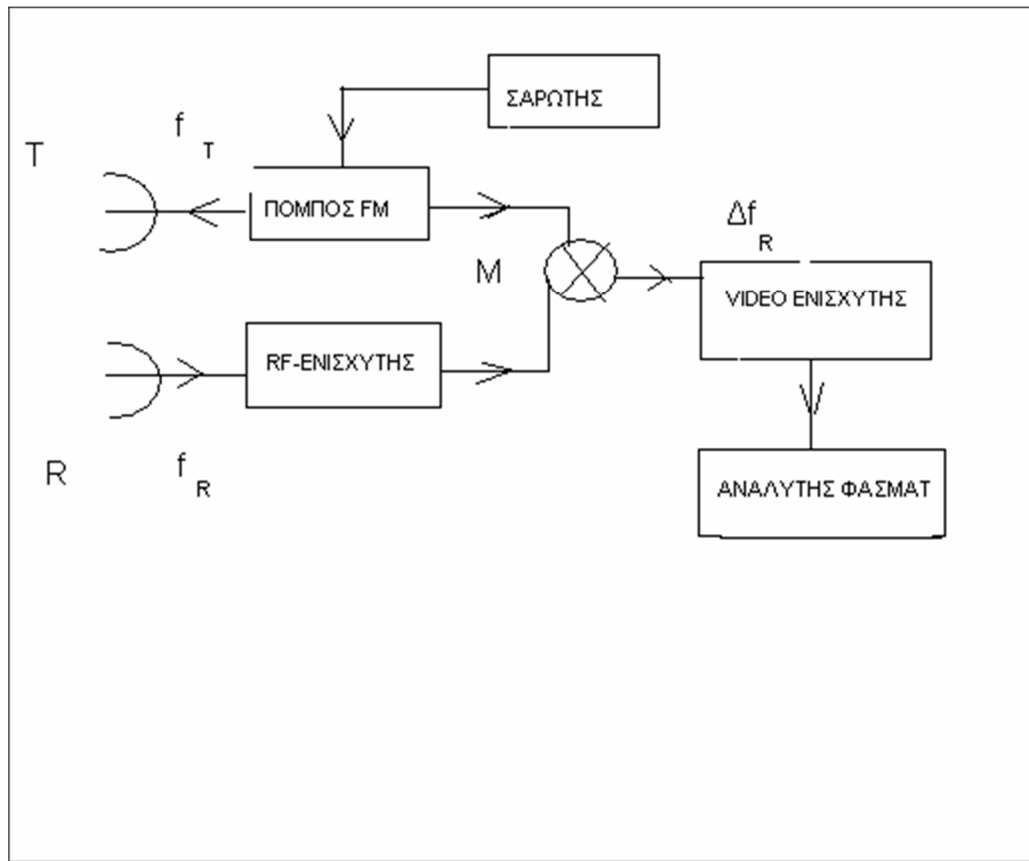 ΣΑΡΩΤΗΣ
f T
T
ΠΟΜΠΟΣ FM
Δf R
M
VIDEO ΕΝΙΣΧΥΤΗΣ
RF-ΕΝΙΣΧΥΤΗΣ
R
f R
ΑΝΑΛΥΤΗΣ ΦΑΣΜΑΤ